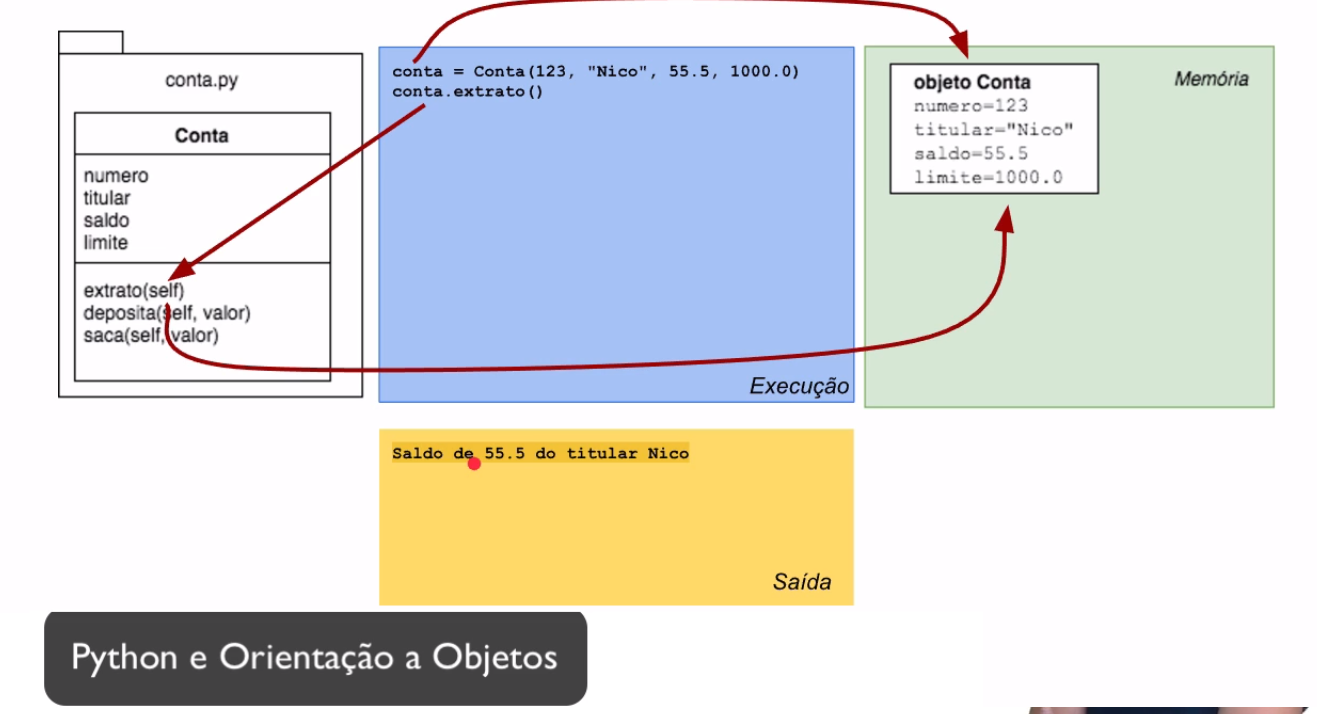 conta.py
Conta
numero
titular
saldo
limite
extrato(self)
deposita(self, valor)
saca(self, valor)
conta = Conta(123, "Nico", 55.5, 1000.0)
conta.extrato()
Execução
objeto Conta
numero=123
titular="Nico"
saldo=55.5
limite=1000.0
Memória
Saldo de 55.5 do titular Nico
Saída
Python e Orientação a Objetos